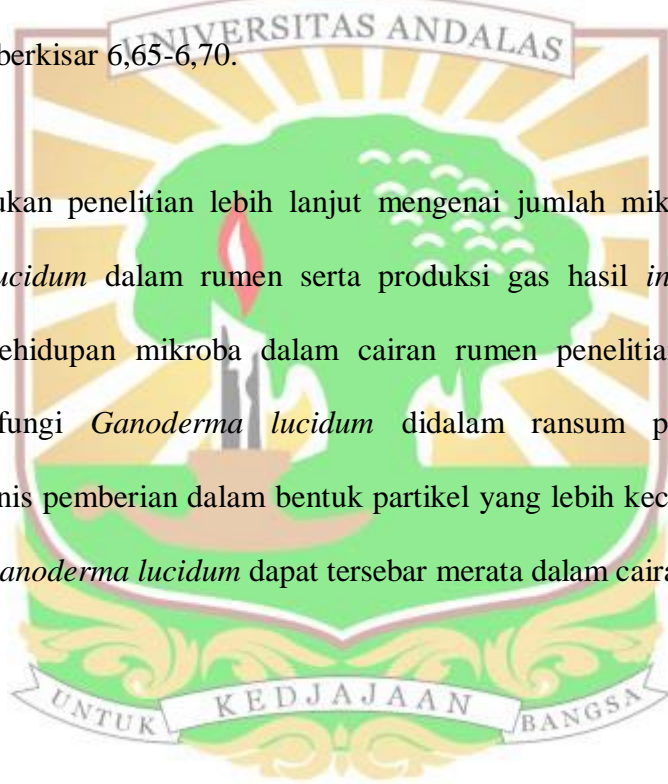 UNIVERSITAS ANDALAS
berkisar 6,65-6,70.
ukan penelitian lebih lanjut mengenai jumlah mik
ucidum dalam rumen serta produksi gas hasil in
ehidupan mikroba dalam cairan rumen penelitian
fungi Ganoderma lucidum didalam ransum p
nis pemberian dalam bentuk partikel yang lebih kec
anoderma lucidum dapat tersebar merata dalam caira
UNTUK KEDJAJAAN BANGSA